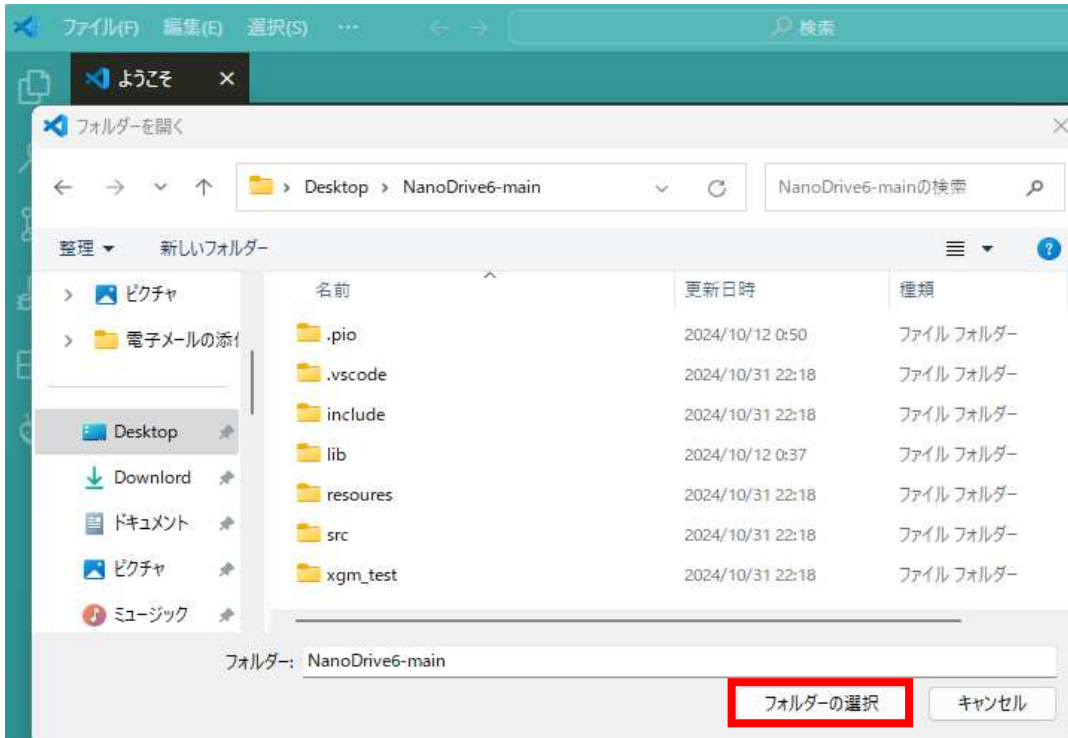 ファイル(F) 編集(E) 選択(S) ··· ← → 検索
ようこそ ×
フォルダーを開く
Desktop › NanoDrive6-main NanoDrive6-mainの検索
整理 新しいフォルダー
ピクチャ
電子メールの添
Desktop
Downlord
ドキュメント
ピクチャ
ミュージック
名前 更新日時 種類
.pio 2024/10/12 0:50 ファイル フォルダー
.vscode 2024/10/31 22:18 ファイル フォルダー
include 2024/10/31 22:18 ファイル フォルダー
lib 2024/10/12 0:37 ファイル フォルダー
resoures 2024/10/31 22:18 ファイル フォルダー
src 2024/10/31 22:18 ファイル フォルダー
xgm_test 2024/10/31 22:18 ファイル フォルダー
フォルダー: NanoDrive6-main
フォルダーの選択 キャンセル